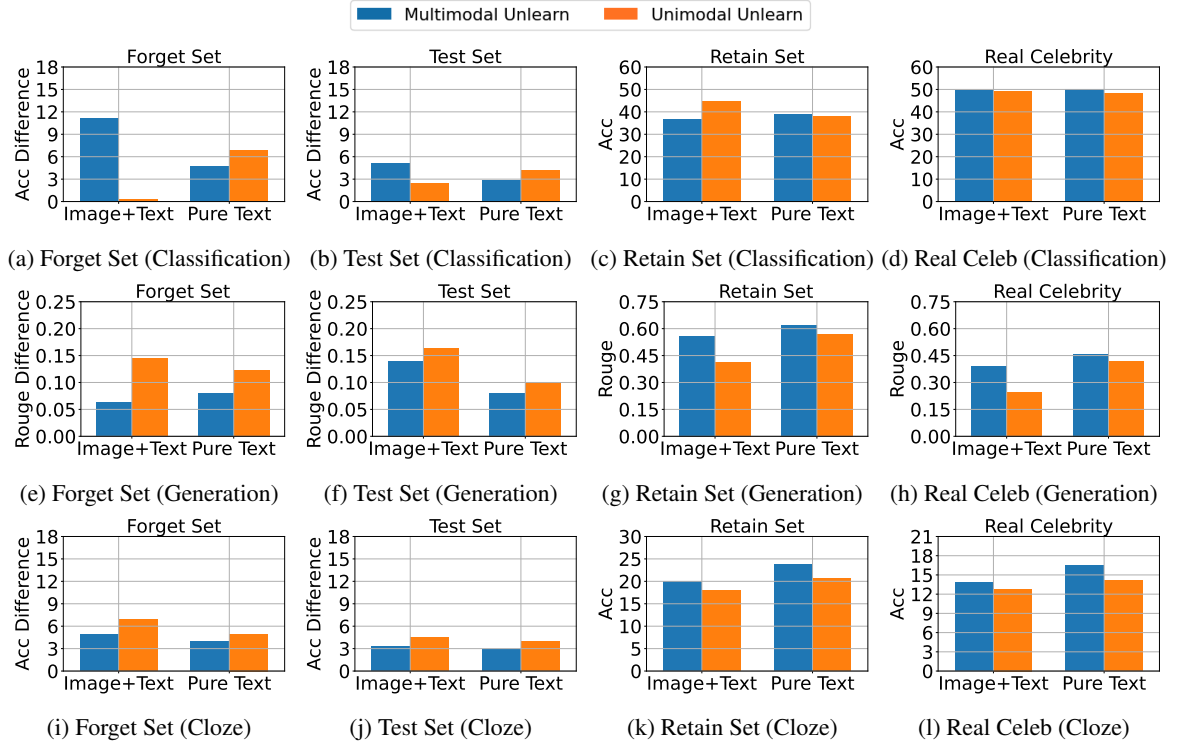 Multimodal Unlearn Unimodal Unlearn
Forget Set Test Set Retain Set Real Celebrity
Acc Difference
18
15
12
9
6
3
0
Image+Text Pure Text
Acc Difference
18
15
12
9
6
3
0
Image+Text Pure Text
Acc
60
50
40
30
20
10
0
Image+Text Pure Text
Acc
60
50
40
30
20
10
0
Image+Text Pure Text
(a) Forget Set (Classification) (b) Test Set (Classification) (c) Retain Set (Classification) (d) Real Celeb (Classification)
Forget Set Test Set Retain Set Real Celebrity
Rouge Difference
0.25
0.20
0.15
0.10
0.05
0.00
Image+Text Pure Text
Rouge Difference
0.25
0.20
0.15
0.10
0.05
0.00
Image+Text Pure Text
Rouge
0.75
0.60
0.45
0.30
0.15
0.00
Image+Text Pure Text
Rouge
0.75
0.60
0.45
0.30
0.15
0.00
Image+Text Pure Text
(e) Forget Set (Generation) (f) Test Set (Generation) (g) Retain Set (Generation) (h) Real Celeb (Generation)
Forget Set Test Set Retain Set Real Celebrity
Acc Difference
18
15
12
9
6
3
0
Image+Text Pure Text
Acc Difference
18
15
12
9
6
3
0
Image+Text Pure Text
Acc
30
25
20
15
10
5
0
Image+Text Pure Text
Acc
21
18
15
12
9
6
3
0
Image+Text Pure Text
(i) Forget Set (Cloze) (j) Test Set (Cloze) (k) Retain Set (Cloze) (l) Real Celeb (Cloze)